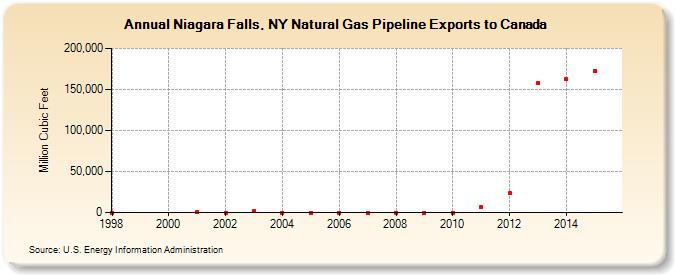 Annual Niagara Falls, NY Natural Gas Pipeline Exports to Canada
Million Cubic Feet
200,000
150,000
100,000
50,000
0
1998 2000 2002 2004 2006 2008 2010 2012 2014
Source: U.S. Energy Information Administration